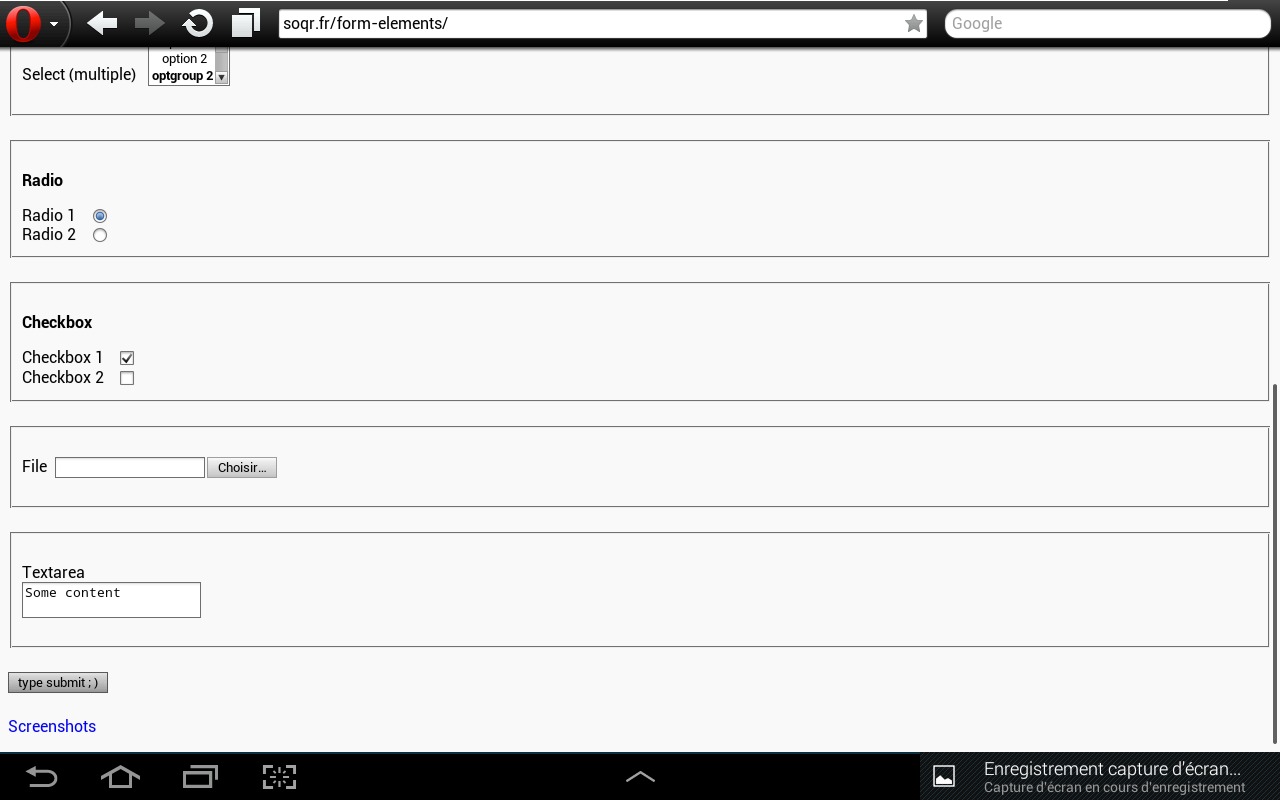 soqr.fr/form-elements/
Google
option 2
Select (multiple)
optgroup 2
Radio
Radio 1
Radio 2
Checkbox
Checkbox 1
Checkbox 2
File
Choisir...
Textarea
Some content
type submit ; )
Screenshots
Enregistrement capture d'écran...
Capture d'écran en cours d'enregistrement